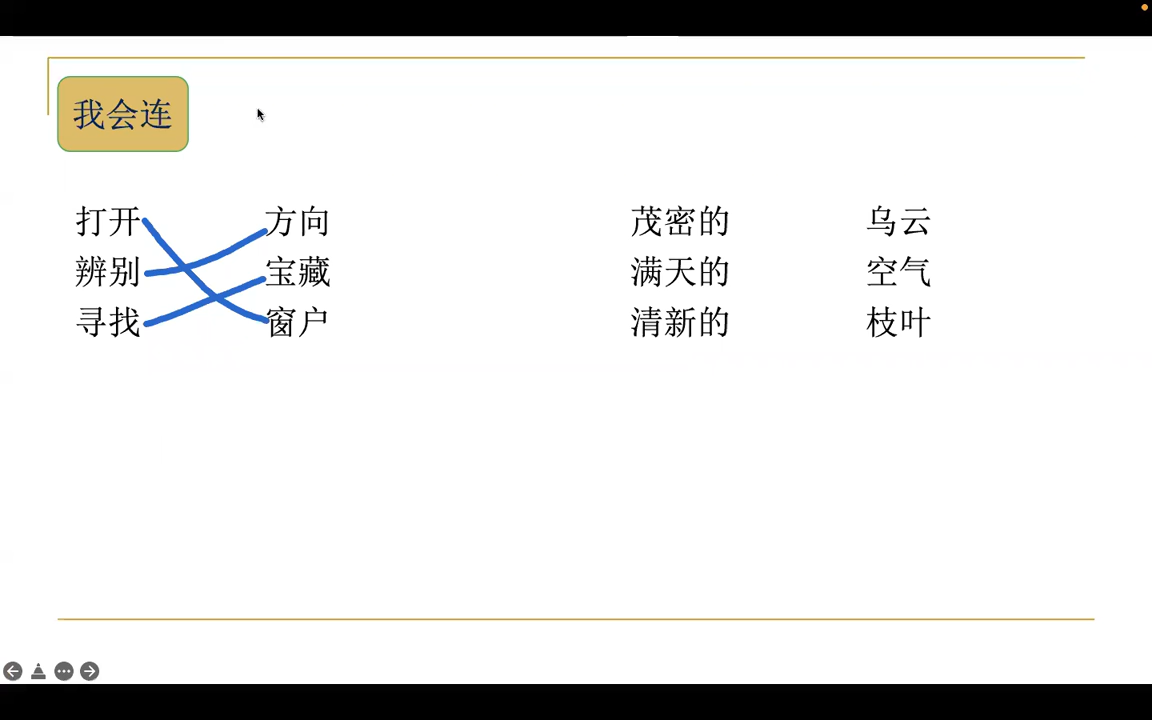 我会连
打开 方向 茂密的 乌云
辨别 宝藏 满天的 空气
寻找 窗户 清新的 枝叶